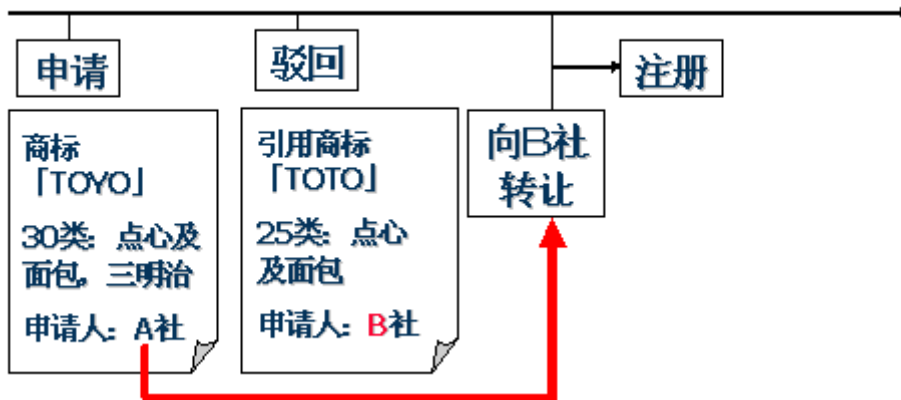 申请
驳回
注册
商标
「TOYO」
30类：点心及
面包。三明治
申请人：A社
引用商标
「TOTO」
25类：点心
及面包
申请人：B社
向B社
转让